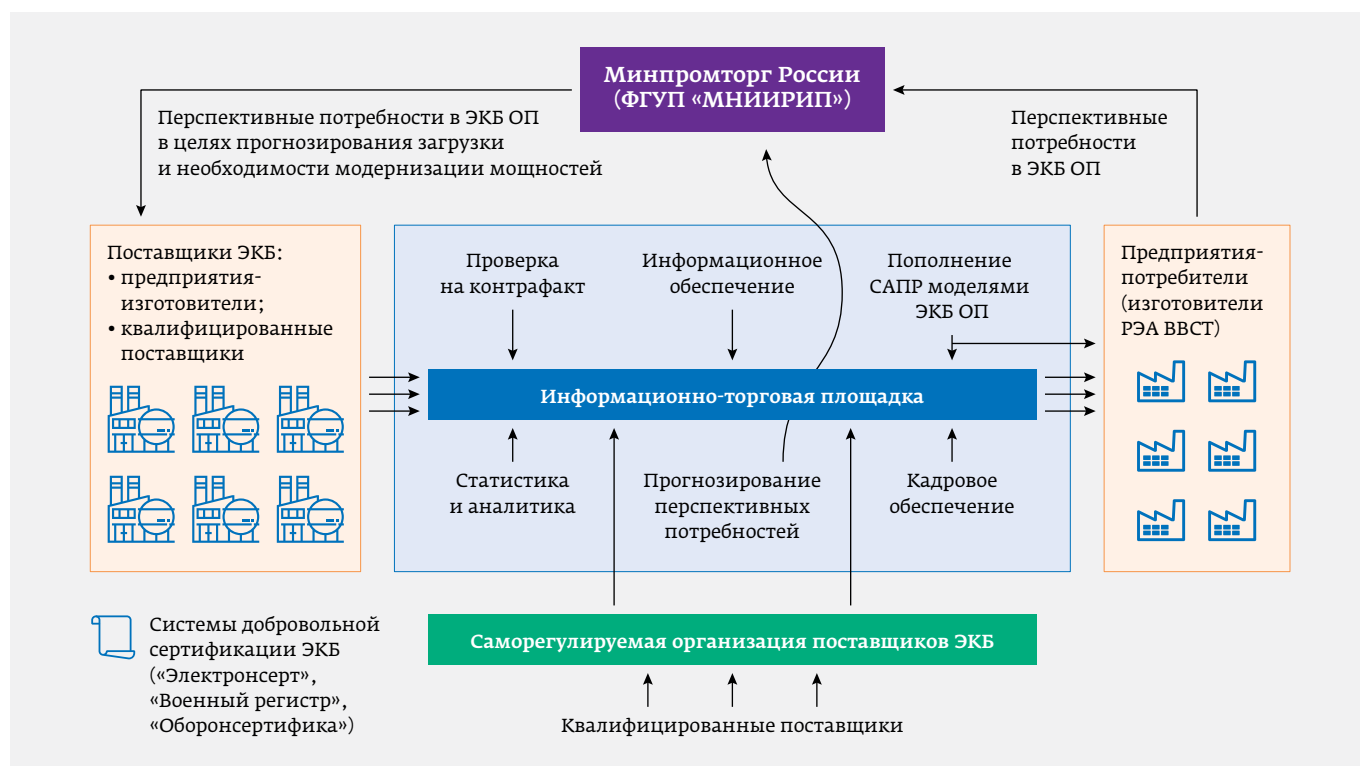 Минпромторг России
(ФГУП «МНИИРИП»)
Перспективные потребности в ЭКБ ОП
в целях прогнозирования загрузки
и необходимости модернизации мощностей
Перспективные
потребности
в ЭКБ ОП
Поставщики ЭКБ:
• предприятия-
изготовители;
• квалифицированные
поставщики
Проверка
на контрафакт
Информационное
обеспечение
Пополнение
САПР моделями
ЭКБ ОП
Предприятия-
потребители
(изготовители
РЭА ВВСТ)
Информационно-торговая площадка
Статистика
и аналитика
Прогнозирование
перспективных
потребностей
Кадровое
обеспечение
Системы добровольной
сертификации ЭКБ
(«Электронсерт»,
«Военный регистр»,
«Оборонсертифика»)
Саморегулируемая организация поставщиков ЭКБ
Квалифицированные поставщики